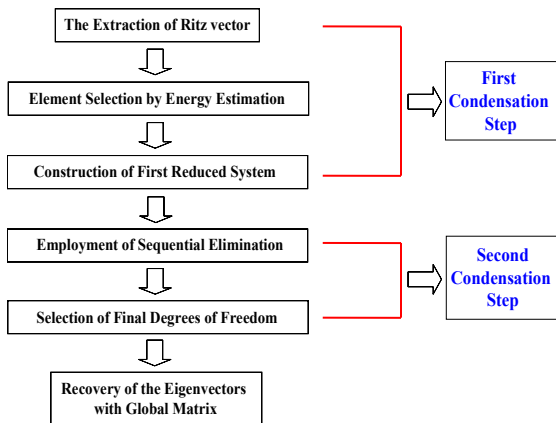 The Extraction of Ritz vector
Element Selection by Energy Estimation
Construction of First Reduced System
First
Condensation
Step
Employment of Sequential Elimination
Selection of Final Degrees of Freedom
Second
Condensation
Step
Recovery of the Eigenvectors
with Global Matrix